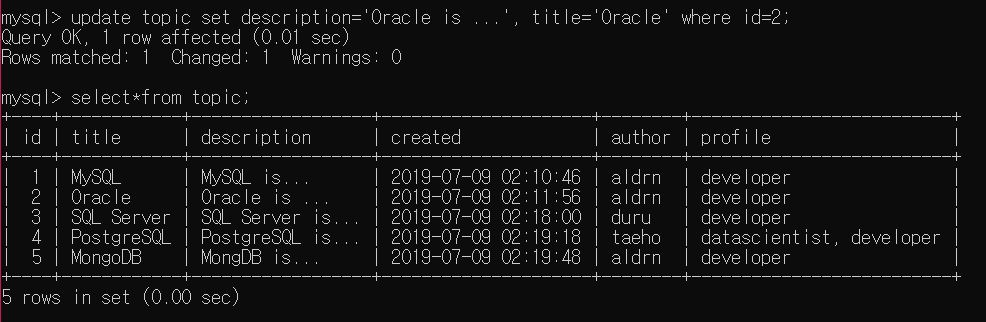 mysql> update topic set description='Oracle is ...', title='Oracle' where id=2;
Query OK, 1 row affected (0.01 sec)
Rows matched: 1  Changed: 1  Warnings: 0
mysql> select*from topic;
+----+------------+-------------------+---------------------+--------+---------------------------+
| id | title      | description       | created             | author | profile                   |
+----+------------+-------------------+---------------------+--------+---------------------------+
|  1 | MySQL      | MySQL is...       | 2019-07-09 02:10:46 | aldrn  | developer                 |
|  2 | Oracle     | Oracle is ...     | 2019-07-09 02:11:56 | aldrn  | developer                 |
|  3 | SQL Server | SQL Server is...  | 2019-07-09 02:18:00 | duru   | developer                 |
|  4 | PostgreSQL | PostgreSQL is...  | 2019-07-09 02:19:18 | taeho  | datascientist, developer  |
|  5 | MongoDB    | MongDB is...      | 2019-07-09 02:19:48 | aldrn  | developer                 |
+----+------------+-------------------+---------------------+--------+---------------------------+
5 rows in set (0.00 sec)